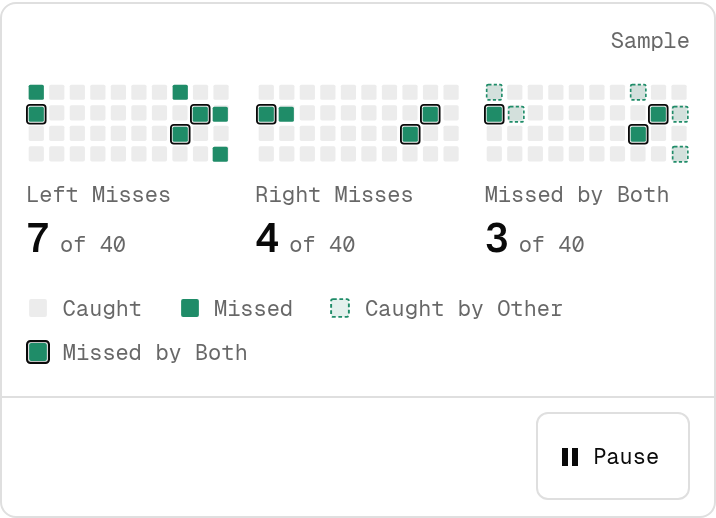 Sample
Left Misses
Right Misses
Missed by Both
7 of 40
4 of 40
3 of 40
Caught
Missed
Caught by Other
Missed by Both
Pause